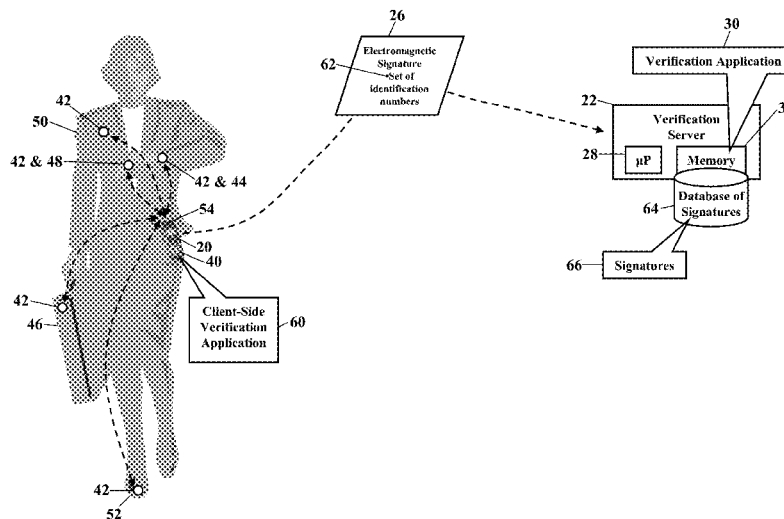 26
30
Electromagnetic
Signature
62
•Set of
identification
numbers
Verification Application
42
50
22
Verification
Server
42 & 48
42 & 44
28
µP
Memory
54
64
Database of
Signatures
20
40
66
Signatures
42
46
Client-Side
Verification
Application
60
42
52